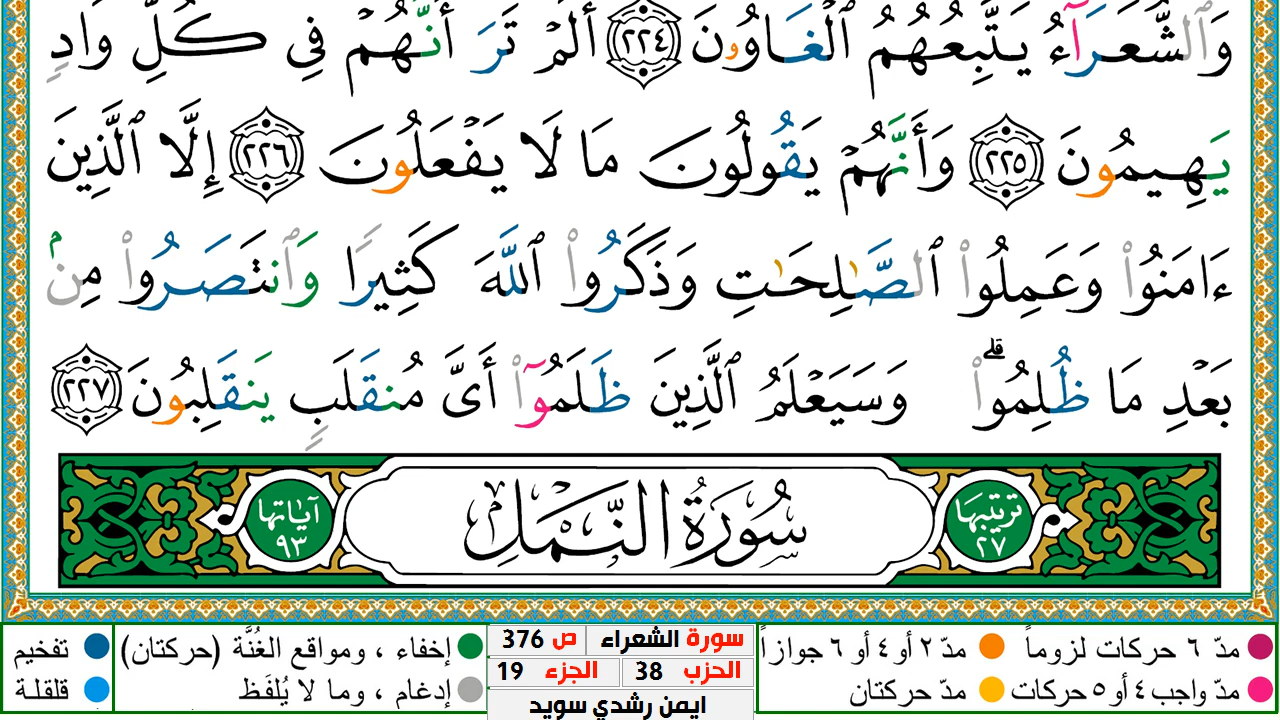 وَٱلشُّعَرَآءُ يَتَّبِعُهُمُ ٱلْغَاوُۥنَ ٢٢٤ أَلَمْ تَرَ أَنَّهُمْ فِى كُلِّ وَادٍ
يَهِيمُونَ ٢٢٥ وَأَنَّهُمْ يَقُولُونَ مَا لَا يَفْعَلُونَ ٢٢٦ إِلَّا ٱلَّذِينَ
ءَامَنُوا۟ وَعَمِلُوا۟ ٱلصَّـٰلِحَـٰتِ وَذَكَرُوا۟ ٱللَّهَ كَثِيرًا وَٱنتَصَرُوا۟ مِنۢ
بَعْدِ مَا ظُلِمُوا۟ ۗ وَسَيَعْلَمُ ٱلَّذِينَ ظَلَمُوٓا۟ أَىَّ مُنقَلَبٍ يَنقَلِبُونَ ٢٢٧
ترتيبها ٢٧ سُورَةُ النَّمْلِ آياتها ٩٣
مدّ ٦ حركات لزوماً مدّ ٢ أو ٤ أو ٦ جوازاً سورة الشعراء ص 376 إخفاء ، ومواقع الغُنَّة (حركتان) تفخيم
مدّ واجب ٤ أو ٥ حركات مدّ حركتان الحزب 38 الجزء 19 إدغام ، وما لا يُلفَظ قلقلة
ايمن رشدي سويد